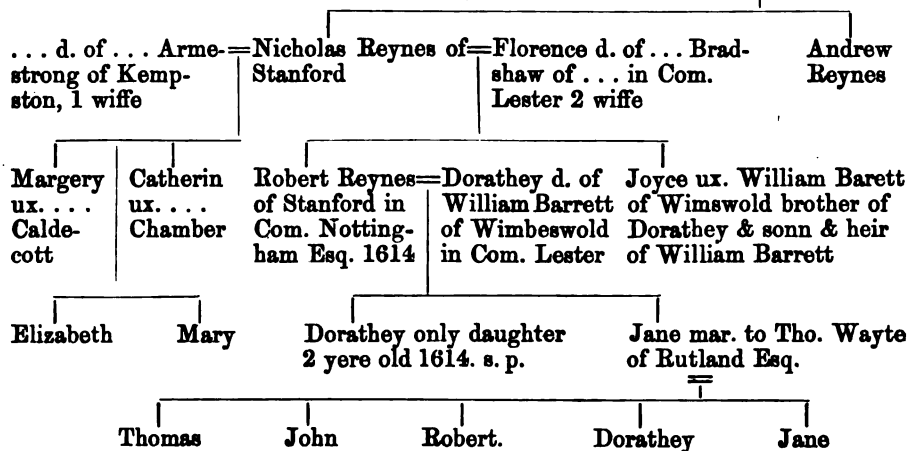 ... d. of ... Arme-=Nicholas Reynes of=Florence d. of ... Brad- Andrew
strong of Kemp- Stanford shaw of ... in Com. Reynes
ston, 1 wiffe Lester 2 wiffe
Margery Catherin Robert Reynes=Dorathey d. of Joyce ux. William Barett
ux. ... ux. ... of Stanford in William Barrett of Wimswold brother of
Calde- Chamber Com. Notting- of Wimbeswold Dorathey & sonn & heir
cott ham Esq. 1614 in Com. Lester of William Barrett
Elizabeth Mary Dorathey only daughter Jane mar. to Tho. Wayte
2 yere old 1614. s. p. of Rutland Esq.
=
Thomas John Robert. Dorathey Jane